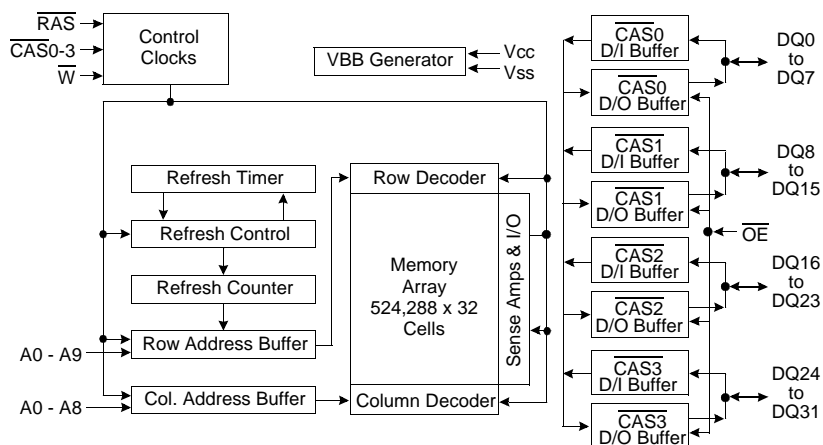 RAS
CAS0-3
W
Control
Clocks
VBB Generator
Vcc
Vss
Refresh Timer
Refresh Control
Refresh Counter
Row Address Buffer
Col. Address Buffer
A0 - A9
A0 - A8
Row Decoder
Memory
Array
524,288 x 32
Cells
Column Decoder
Sense Amps & I/O
CAS0
D/I Buffer
CAS0
D/O Buffer
DQ0
to
DQ7
CAS1
D/I Buffer
CAS1
D/O Buffer
DQ8
to
DQ15
OE
CAS2
D/I Buffer
CAS2
D/O Buffer
DQ16
to
DQ23
CAS3
D/I Buffer
CAS3
D/O Buffer
DQ24
to
DQ31